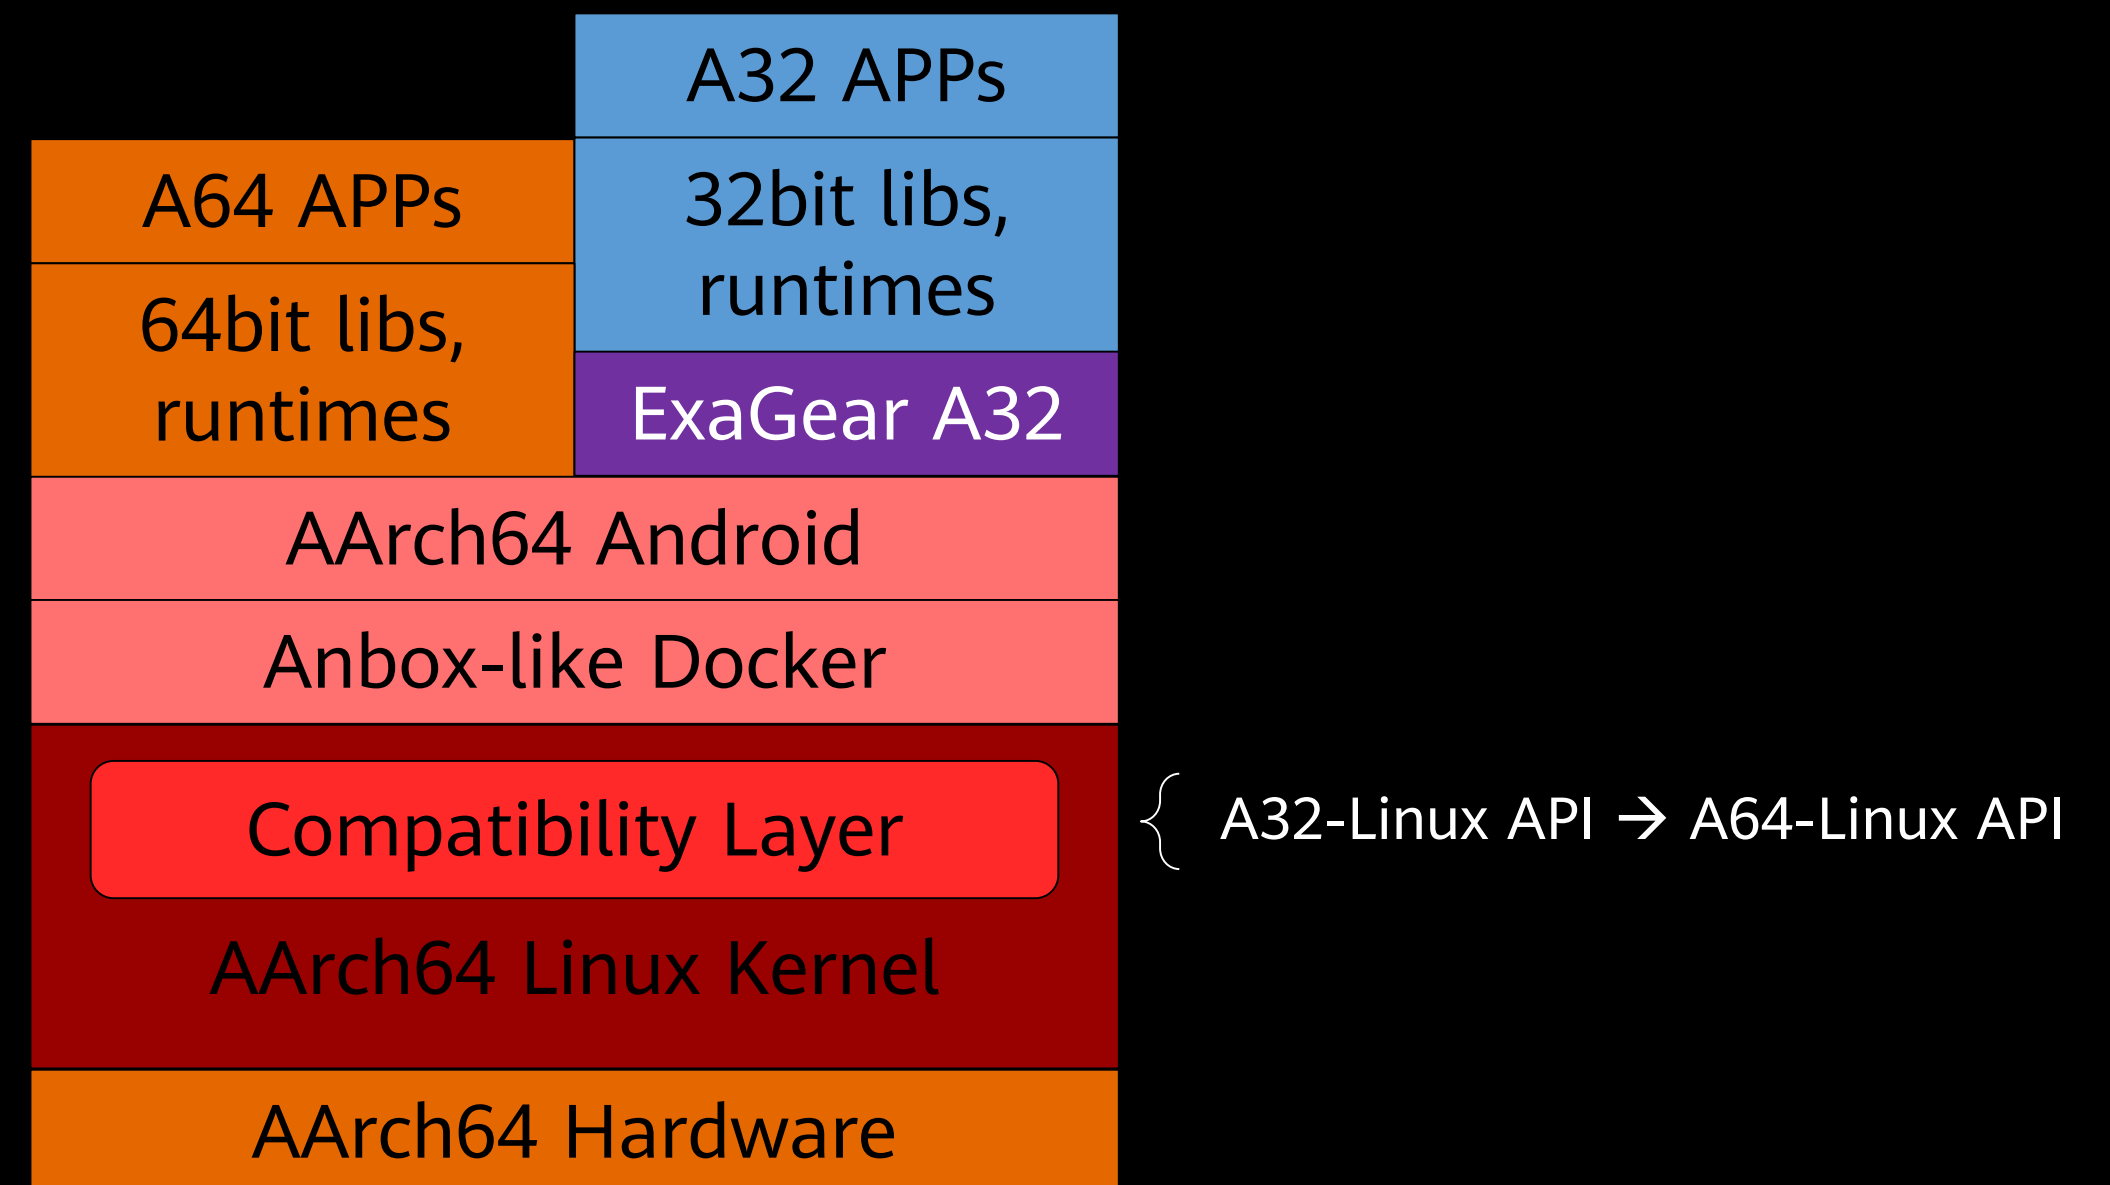 A32 APPs
A64 APPs
32bit libs,
runtimes
64bit libs,
runtimes
ExaGear A32
AArch64 Android
Anbox-like Docker
Compatibility Layer
A32-Linux API → A64-Linux API
AArch64 Linux Kernel
AArch64 Hardware